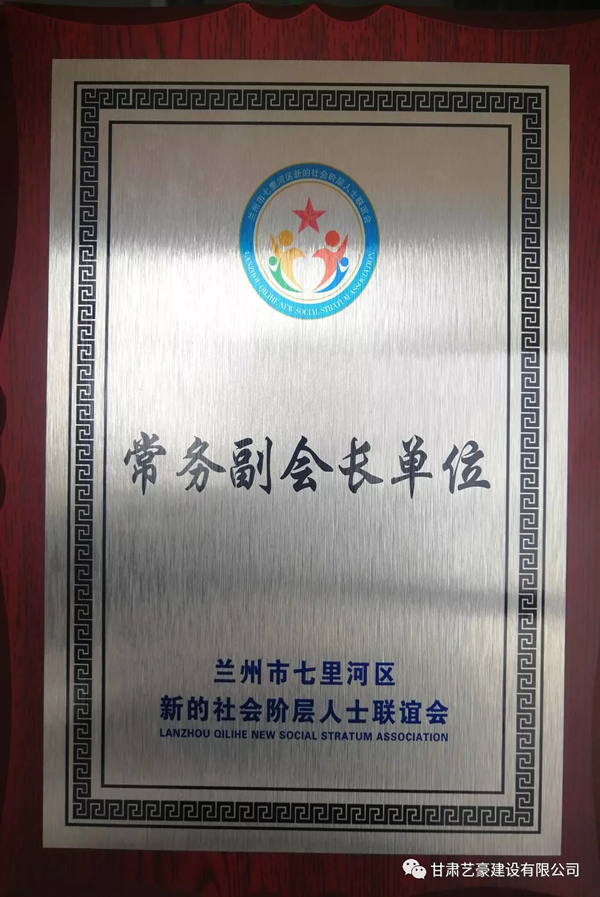 兰州市七里河区新的社会阶层人士联谊会
LANZHOU QILIHE NEW SOCIAL STRATUM ASSOCIATION
常务副会长单位
兰州市七里河区
新的社会阶层人士联谊会
LANZHOU QILIHE NEW SOCIAL STRATUM ASSOCIATION
甘肃艺豪建设有限公司